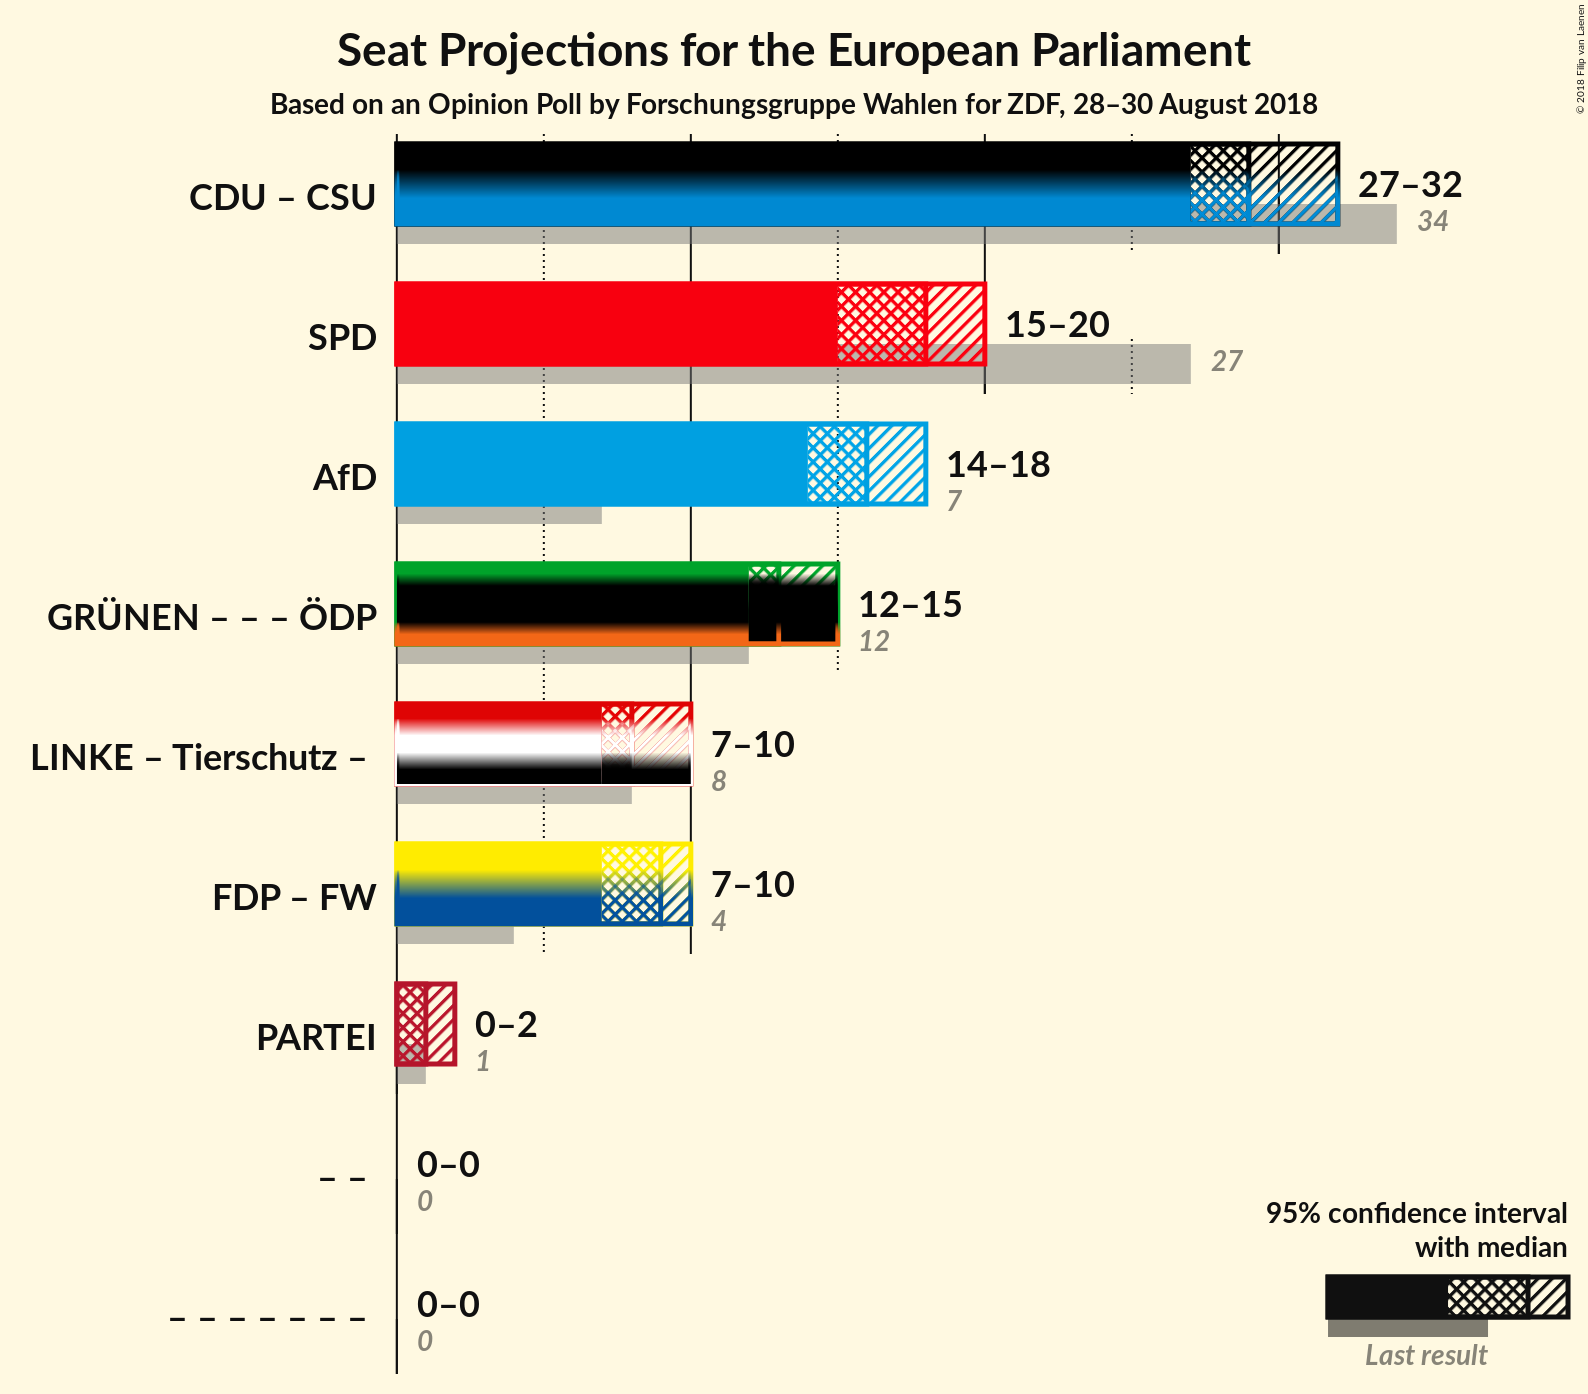 Seat Projections for the European Parliament
Based on an Opinion Poll by Forschungsgruppe Wahlen for ZDF, 28–30 August 2018
© 2018 Filip van Laenen
CDU – CSU
27–32
34
SPD
15–20
27
AfD
14–18
7
GRÜNEN – – – ÖDP
12–15
12
LINKE – Tierschutz –
7–10
8
FDP – FW
7–10
4
PARTEI
0–2
1
– –
0–0
0
– – – – – – –
0–0
0
95% confidence interval
with median
Last result